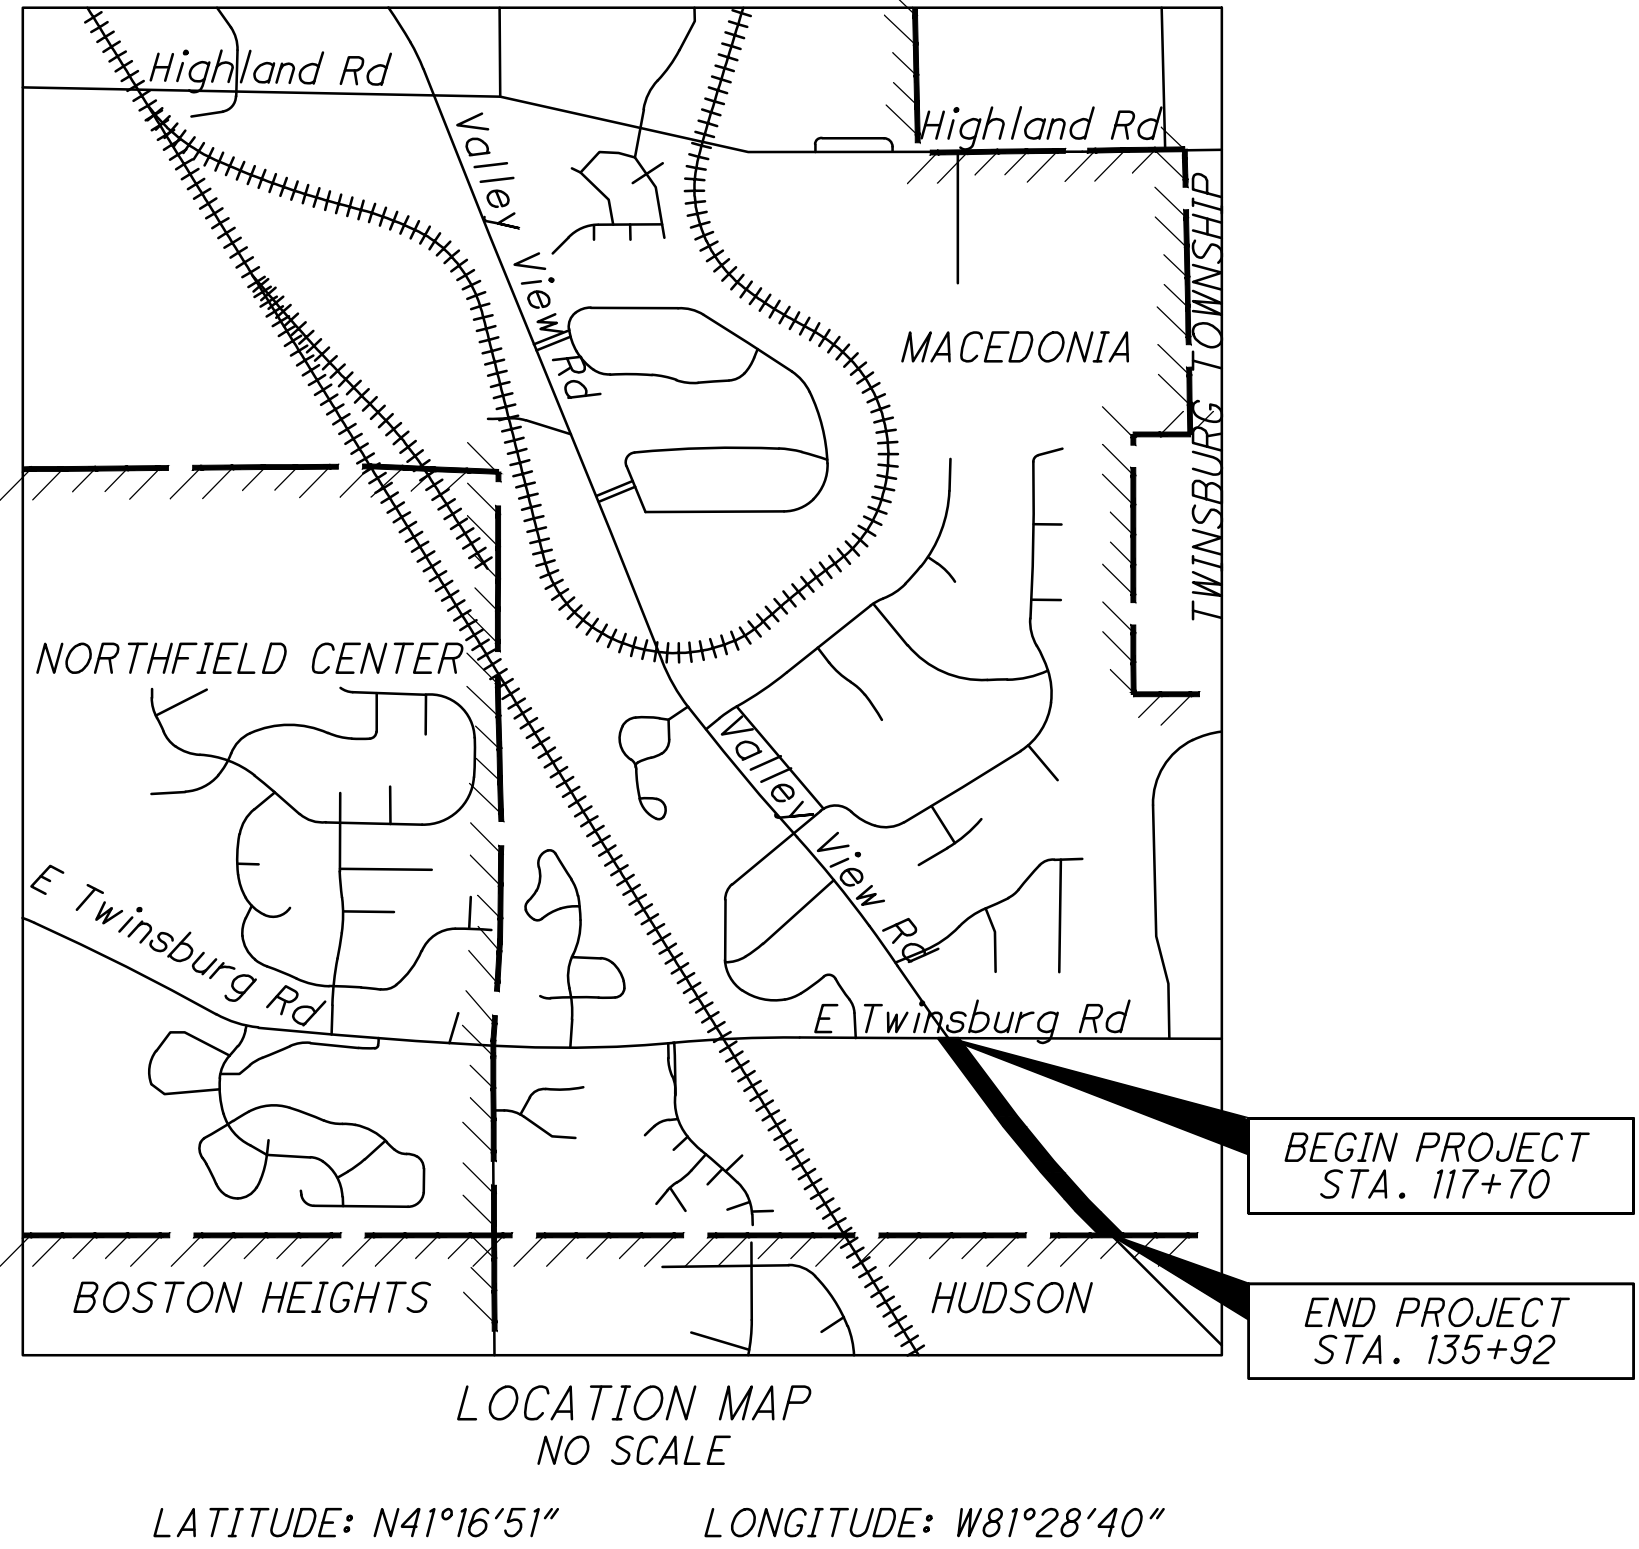 Highland Rd
Highland Rd
Valley View Rd
TWINSBURG TOWNSHIP
MACEDONIA
NORTHFIELD CENTER
Valley View Rd
E Twinsburg Rd
E Twinsburg Rd
BEGIN PROJECT
STA. 117+70
BOSTON HEIGHTS
HUDSON
END PROJECT
STA. 135+92
LOCATION MAP
NO SCALE
LATITUDE: N41°16'51" LONGITUDE: W81°28'40"